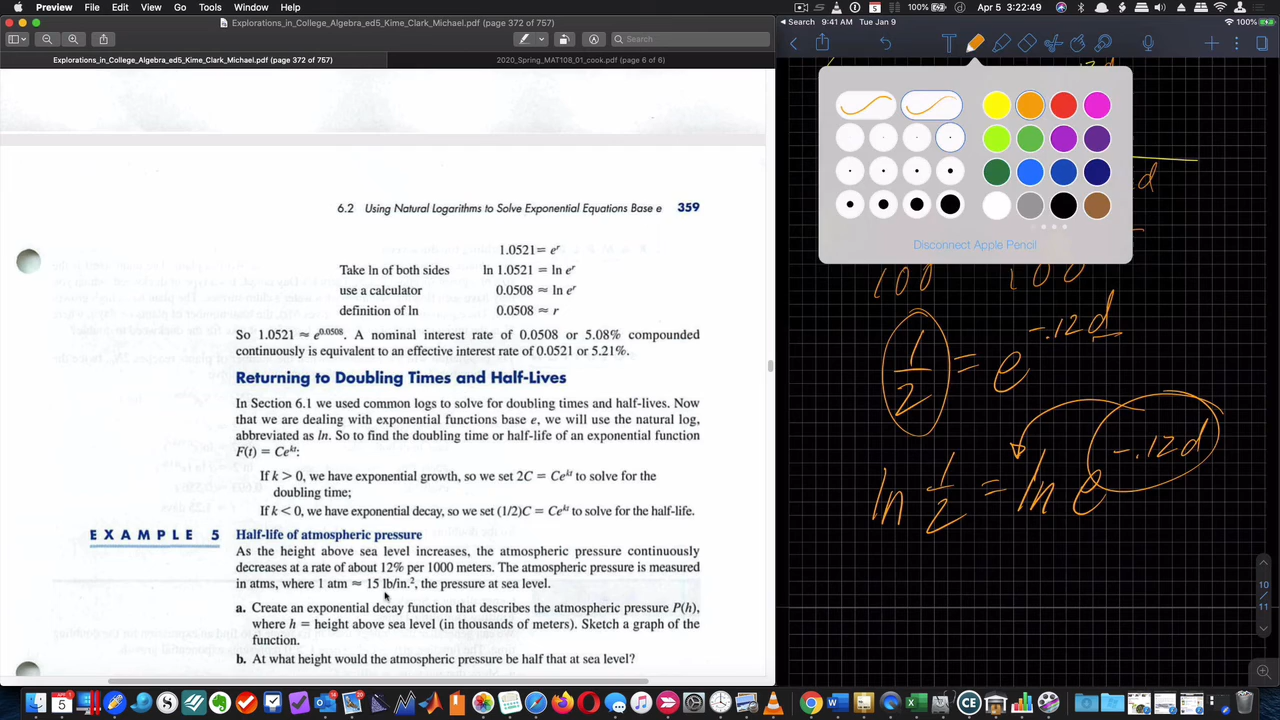 Preview File Edit View Go Tools Window Help
100% Apr 5 3:22:49
Explorations_in_College_Algebra_ed5_Kime_Clark_Michael.pdf (page 372 of 757)
Search
Explorations_in_College_Algebra_ed5_Kime_Clark_Michael.pdf (page 372 of 757)
2020_Spring_MAT108_01_cook.pdf (page 6 of 6)
6.2 Using Natural Logarithms to Solve Exponential Equations Base e 359
1.0521 = e^r
Take ln of both sides ln 1.0521 = ln e^r
use a calculator 0.0508 ≈ ln e^r
definition of ln 0.0508 ≈ r
So 1.0521 ≈ e^0.0508. A nominal interest rate of 0.0508 or 5.08% compounded
continuously is equivalent to an effective interest rate of 0.0521 or 5.21%.
Returning to Doubling Times and Half-Lives
In Section 6.1 we used common logs to solve for doubling times and half-lives. Now
that we are dealing with exponential functions base e, we will use the natural log,
abbreviated as ln. So to find the doubling time or half-life of an exponential function
F(t) = Ce^kt:
If k > 0, we have exponential growth, so we set 2C = Ce^kt to solve for the
doubling time;
If k < 0, we have exponential decay, so we set (1/2)C = Ce^kt to solve for the half-life.
EXAMPLE 5 Half-life of atmospheric pressure
As the height above sea level increases, the atmospheric pressure continuously
decreases at a rate of about 12% per 1000 meters. The atmospheric pressure is measured
in atms, where 1 atm ≈ 15 lb/in.², the pressure at sea level.
a. Create an exponential decay function that describes the atmospheric pressure P(h),
where h = height above sea level (in thousands of meters). Sketch a graph of the
function.
b. At what height would the atmospheric pressure be half that at sea level?
Search 9:41 AM Tue Jan 9
100%
Disconnect Apple Pencil
100 100
1/2 = e^-.12d
ln 1/2 = ln e^-.12d
10
11